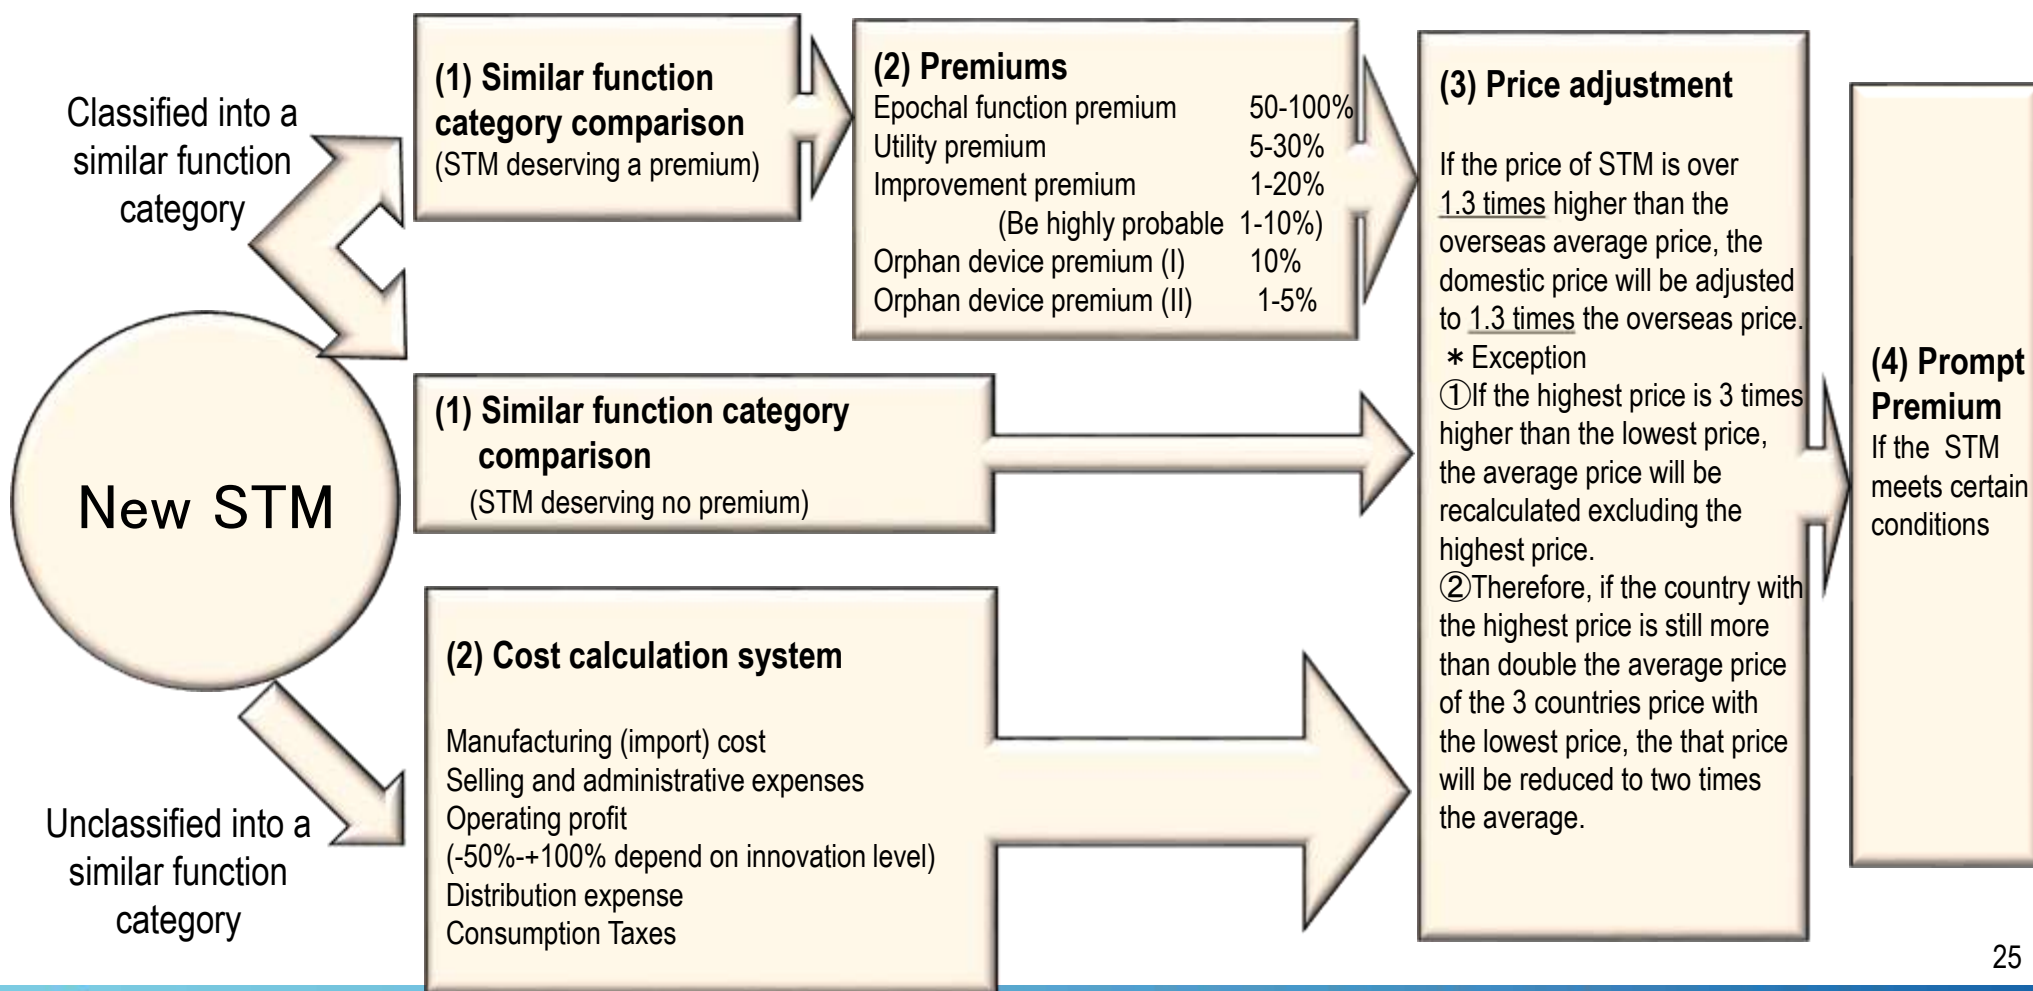 Classified into a
similar function
category
New STM
Unclassified into a
similar function
category
(1) Similar function
category comparison
(STM deserving a premium)
(2) Premiums
Epochal function premium 50-100%
Utility premium 5-30%
Improvement premium 1-20%
(Be highly probable 1-10%)
Orphan device premium (I) 10%
Orphan device premium (II) 1-5%
(1) Similar function category
comparison
(STM deserving no premium)
(2) Cost calculation system
Manufacturing (import) cost
Selling and administrative expenses
Operating profit
(-50%-+100% depend on innovation level)
Distribution expense
Consumption Taxes
(3) Price adjustment
If the price of STM is over
1.3 times higher than the
overseas average price, the
domestic price will be adjusted
to 1.3 times the overseas price.
＊Exception
①If the highest price is 3 times
higher than the lowest price,
the average price will be
recalculated excluding the
highest price.
②Therefore, if the country with
the highest price is still more
than double the average price
of the 3 countries price with
the lowest price, the that price
will be reduced to two times
the average.
(4) Prompt
Premium
If the STM
meets certain
conditions
25